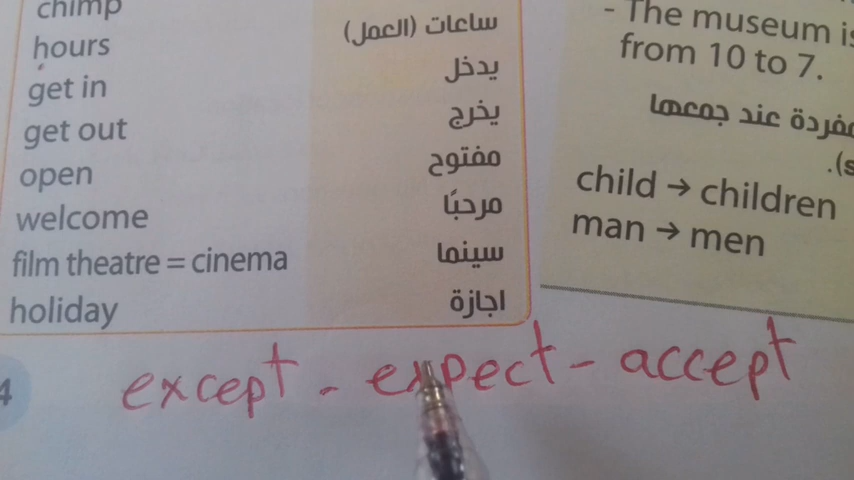 chimp
hours ساعات (العمل)
get in يدخل
get out يخرج
open مفتوح
welcome مرحبًا
film theatre = cinema سينما
holiday اجازة
- The museum is
from 10 to 7.
مفردة عند جمعها
(s).
child → children
man → men
4
except - expect - accept